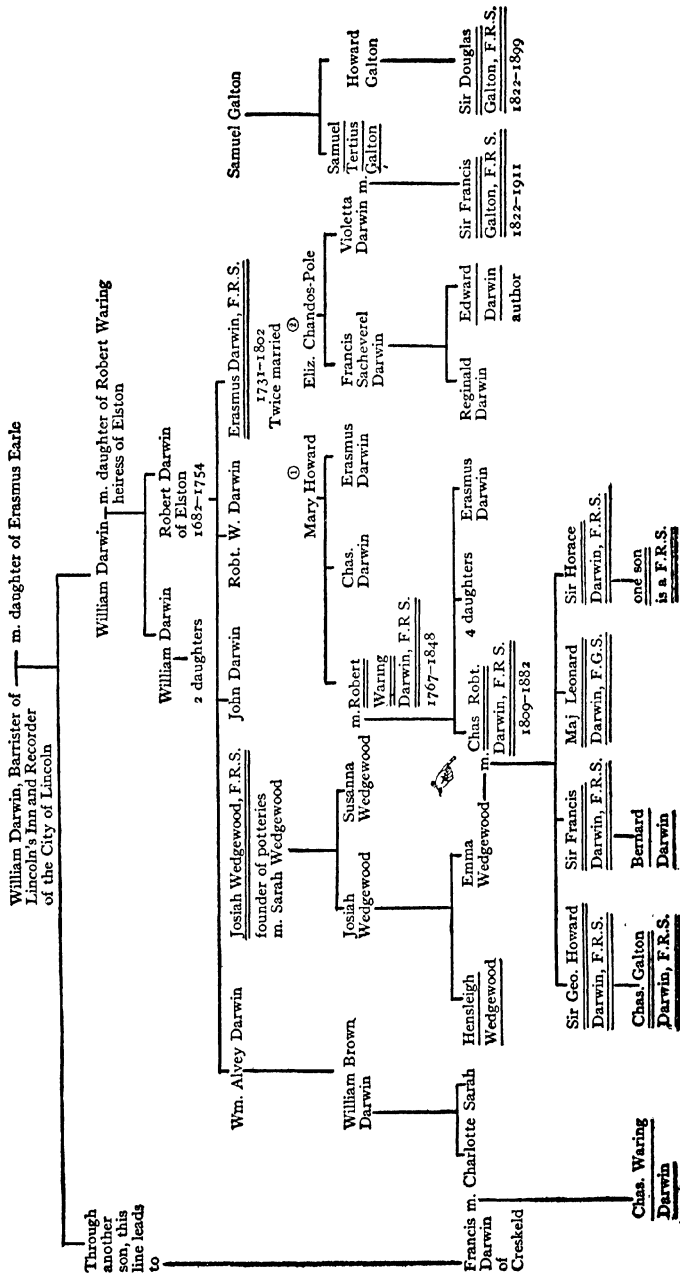 William Darwin, Barrister of
Lincoln's Inn and Recorder
of the City of Lincoln
m. daughter of Erasmus Earle
Through
another
son, this
line leads
to
William Darwin
m. daughter of Robert Waring
heiress of Elston
William Darwin
2 daughters
Robert Darwin
of Elston
1682–1754
Samuel Galton
Wm. Alvey Darwin
Josiah Wedgewood, F.R.S.
founder of potteries
m. Sarah Wedgewood
John Darwin
Robt. W. Darwin
Erasmus Darwin, F.R.S.
1731–1802
Twice married
Mary Howard
①
Eliz. Chandos-Pole
②
William Brown
Darwin
Josiah
Wedgewood
Susanna
Wedgewood
m. Robert
Waring
Darwin, F.R S.
1767–1848
Chas.
Darwin
Erasmus
Darwin
Francis
Sacheverel
Darwin
Violetta
Darwin m.
Samuel
Tertius
Galton
Howard
Galton
Francis m. Charlotte Sarah
Darwin
of
Creskeld
Hensleigh
Wedgewood
Emma
Wedgewood
m.
Chas Robt.
Darwin, F.RS.
1809–1882
4 daughters
Erasmus
Darwin
Reginald
Darwin
Edward
Darwin
author
Sir Francis
Galton, F.R.S.
1822–1911
Sir Douglas
Galton, F.R.S.
1822–1899
Sir Geo. Howard
Darwin, F.R.S.
Sir Francis
Darwin, F.R.S
Maj Leonard
Darwin, F.G.S.
Sir Horace
Darwin, F.R.S.
Chas. Waring
Darwin
Chas. Galton
Darwin, F.R.S.
Bernard
Darwin
one son
is a F.R.S.